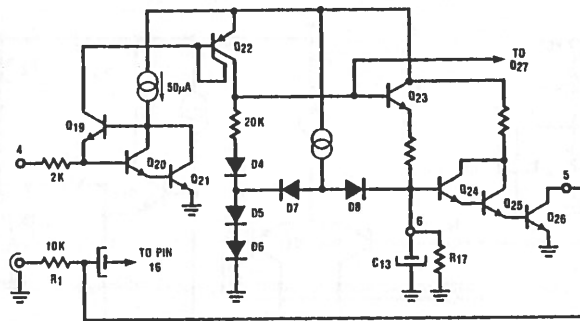 Q22
TO
Q27
50μA
Q23
Q19
20K
4
D4
5
2K
Q20
Q21
D7
D8
Q24
Q25
Q26
D5
6
10K
D6
TO PIN
16
C13
R17
R1